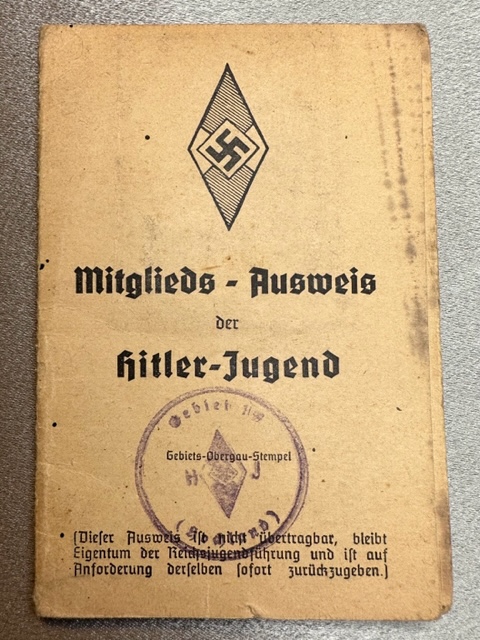 Mitglieds - Ausweis
der
Hitler-Jugend
Gebiet
Gebiets-Obergau-Stempel
H J
(Dieser Ausweis ist nicht übertragbar, bleibt
Eigentum der Reichsjugendführung und ist auf
Anforderung derselben sofort zurückzugeben.)